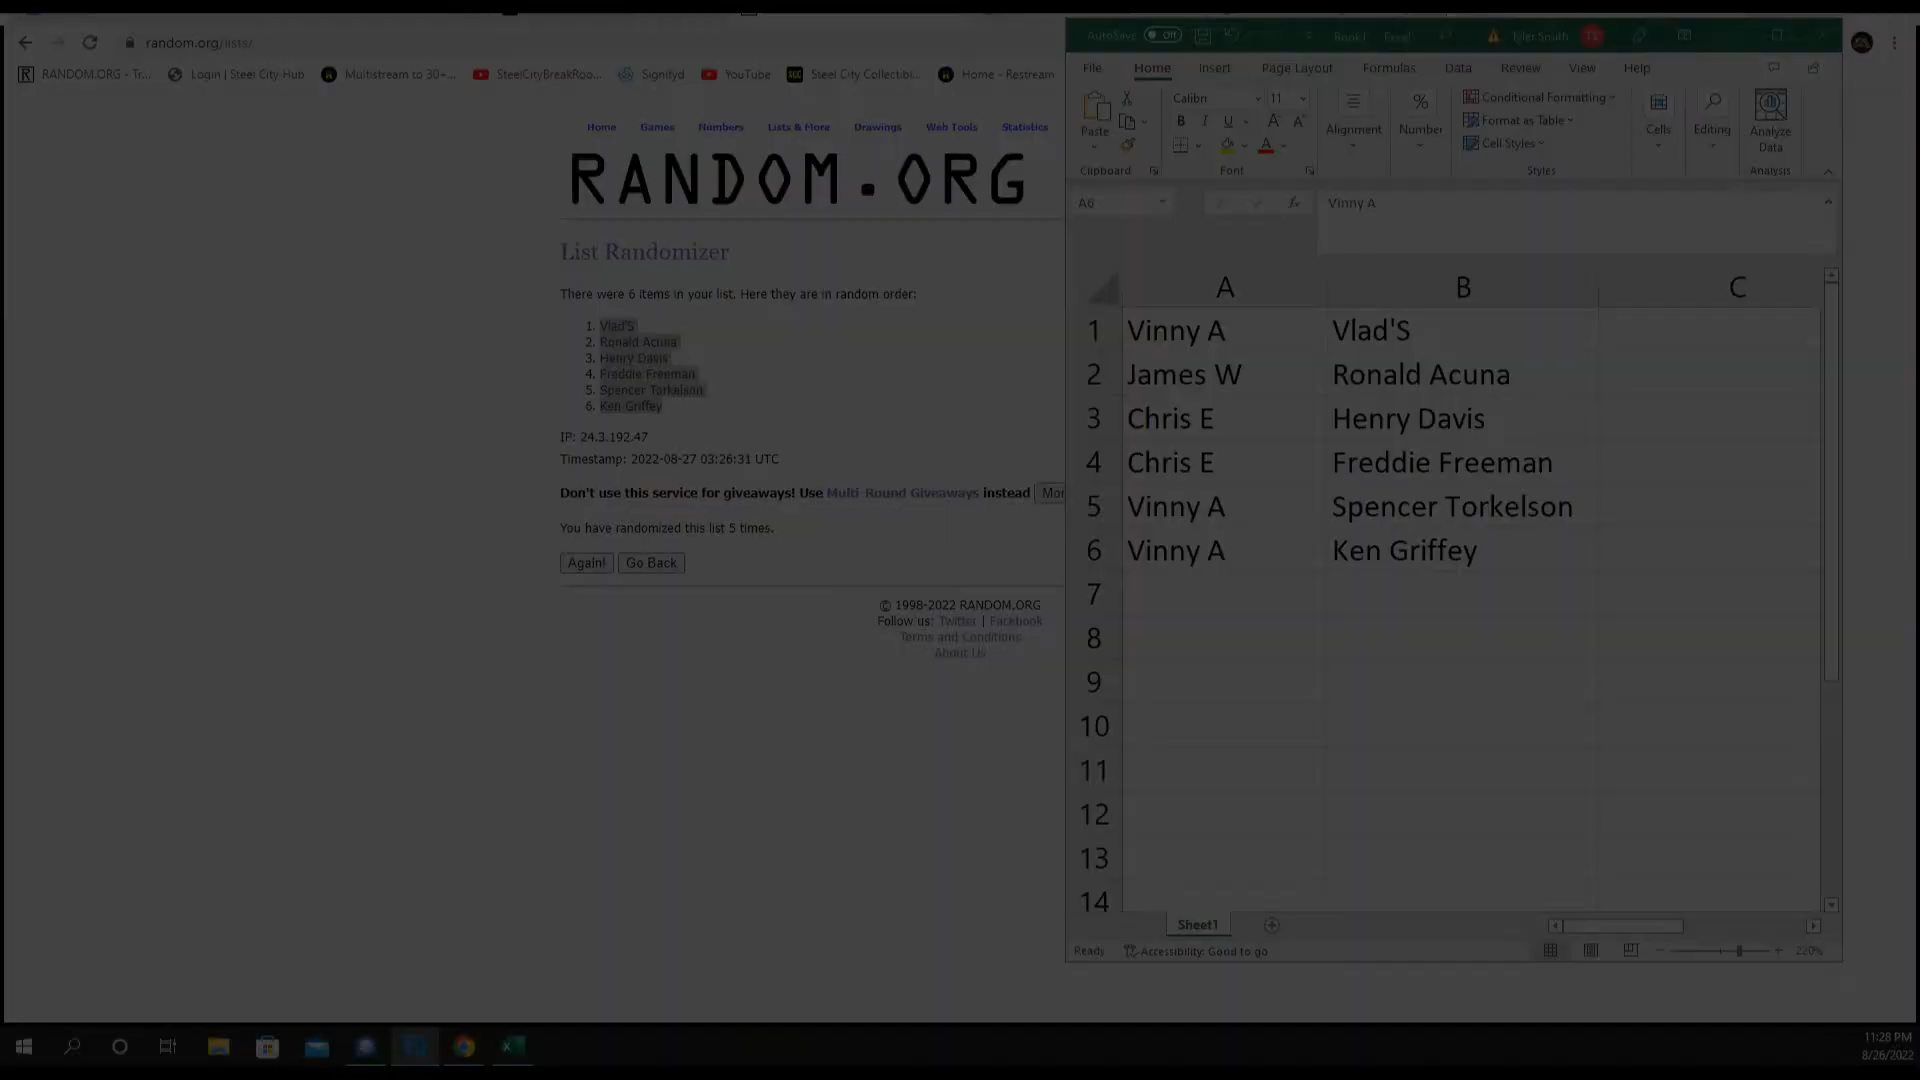 random.org/lists/
RANDOM.ORG - Tr...
Login | Steel City Hub
Multistream to 30+...
SteelCityBreakRoo...
Signifyd
YouTube
Steel City Collectibl...
Home - Restream
Home Games Numbers Lists & More Drawings Web Tools Statistics
RANDOM.ORG
List Randomizer
There were 6 items in your list. Here they are in random order:
1. Vlad'S
2. Ronald Acuna
3. Henry Davis
4. Freddie Freeman
5. Spencer Torkelson
6. Ken Griffey
IP: 24.3.192.47
Timestamp: 2022-08-27 03:26:31 UTC
Don't use this service for giveaways! Use Multi-Round Giveaways instead
You have randomized this list 5 times.
Again! Go Back
© 1998-2022 RANDOM.ORG
Follow us: Twitter | Facebook
Terms and Conditions
About Us
AutoSave Off Book1 Excel Tyler Smith
File Home Insert Page Layout Formulas Data Review View Help
Paste
Clipboard
Calibri 11
B I U A A
A
Font
Alignment
%
Number
Conditional Formatting
Format as Table
Cell Styles
Styles
Cells
Editing
Analyze
Data
Analysis
A6 fx Vinny A
A B C
1 Vinny A Vlad'S
2 James W Ronald Acuna
3 Chris E Henry Davis
4 Chris E Freddie Freeman
5 Vinny A Spencer Torkelson
6 Vinny A Ken Griffey
7
8
9
10
11
12
13
14
Sheet1
Ready Accessibility: Good to go 220%
11:28 PM
8/26/2022